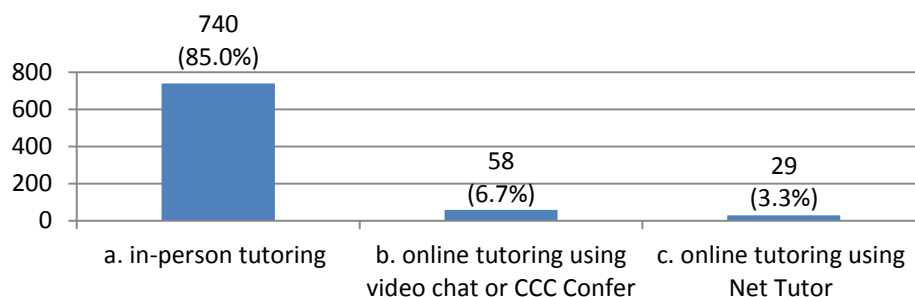 740
(85.0%)
58
(6.7%)
29
(3.3%)
800
600
400
200
0
a. in-person tutoring
b. online tutoring using
video chat or CCC Confer
c. online tutoring using
Net Tutor